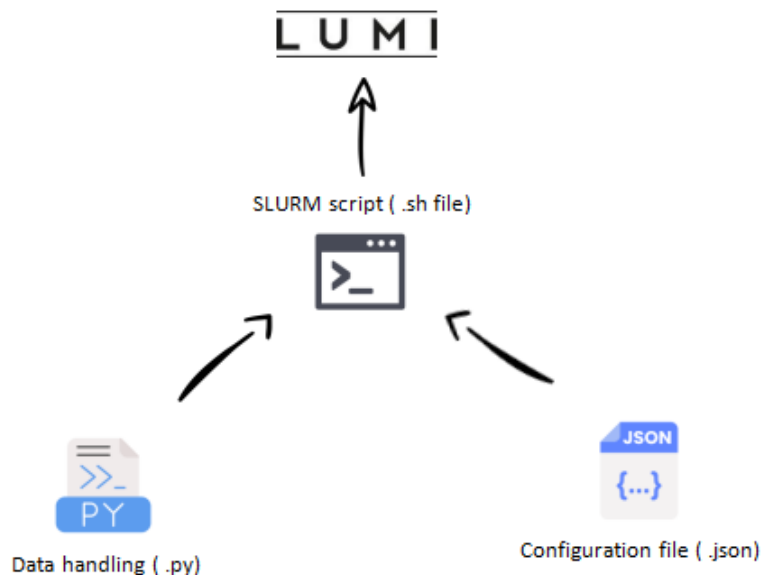 LUMI
SLURM script ( .sh file)
>_
JSON
{...}
>>_
PY
Configuration file ( .json)
Data handling ( .py)